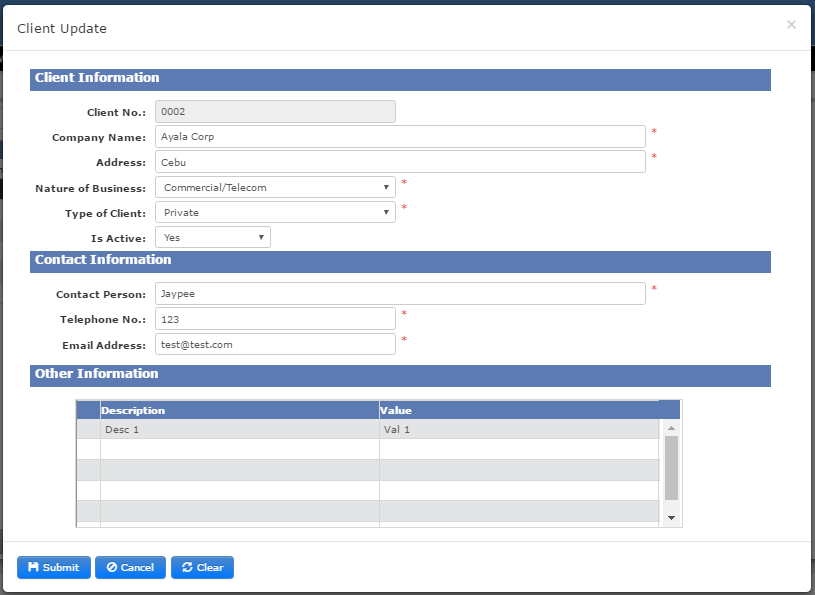 Client Update ×
Client Information
Client No.: 0002
Company Name: Ayala Corp *
Address: Cebu *
Nature of Business: Commercial/Telecom *
Type of Client: Private *
Is Active: Yes
Contact Information
Contact Person: Jaypee *
Telephone No.: 123 *
Email Address: test@test.com *
Other Information
Description Value
Desc 1 Val 1
Submit Cancel Clear